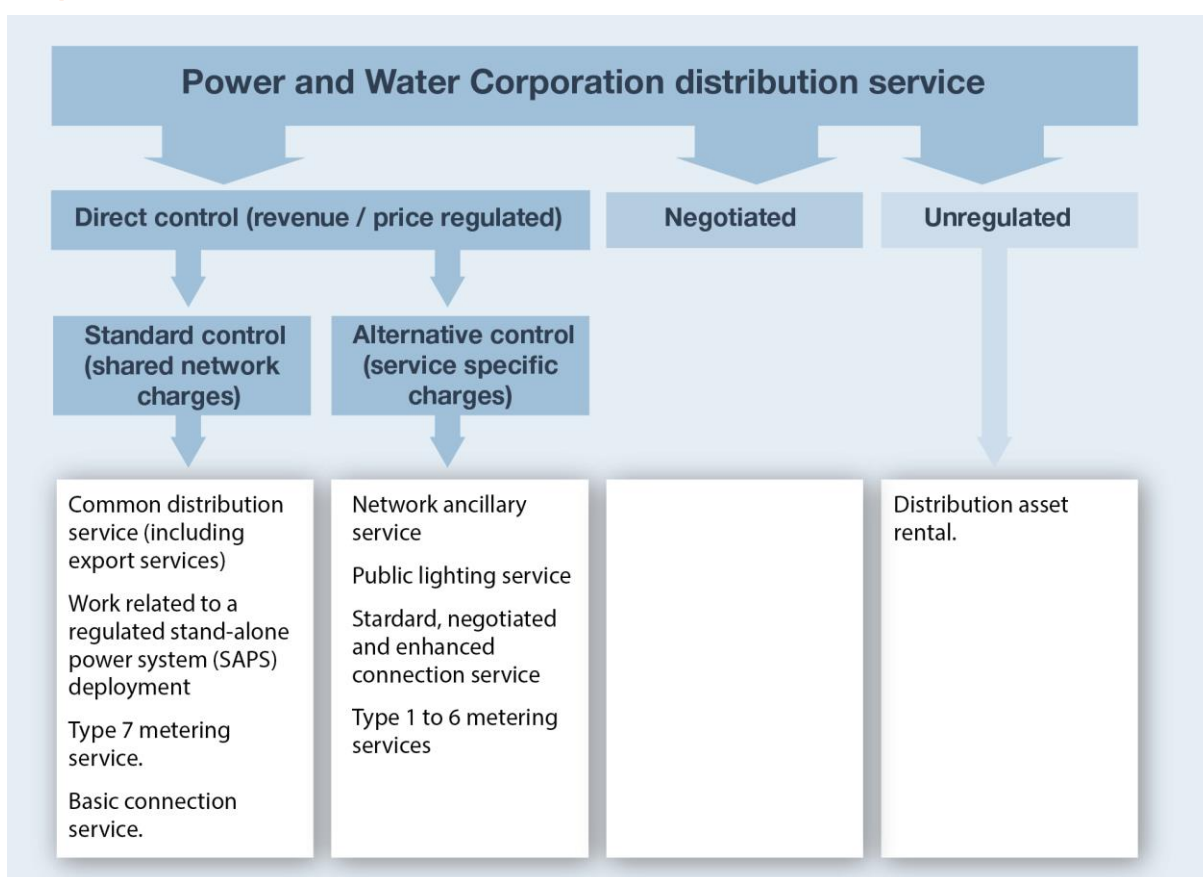 Power and Water Corporation distribution service
Direct control (revenue / price regulated)
Negotiated
Unregulated
Standard control
(shared network
charges)
Alternative control
(service specific
charges)
Common distribution
service (including
export services)
Work related to a
regulated stand-alone
power system (SAPS)
deployment
Type 7 metering
service.
Basic connection
service.
Network ancillary
service
Public lighting service
Stardard, negotiated
and enhanced
connection service
Type 1 to 6 metering
services
Distribution asset
rental.